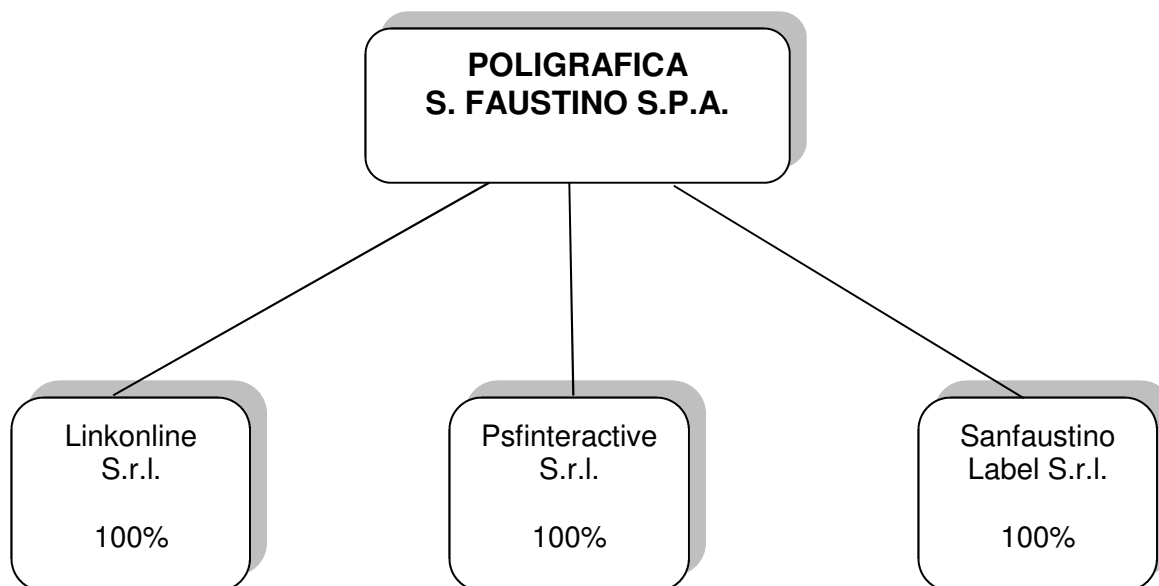 POLIGRAFICA
S. FAUSTINO S.P.A.
Linkonline
S.r.l.
100%
Psfinteractive
S.r.l.
100%
Sanfaustino
Label S.r.l.
100%